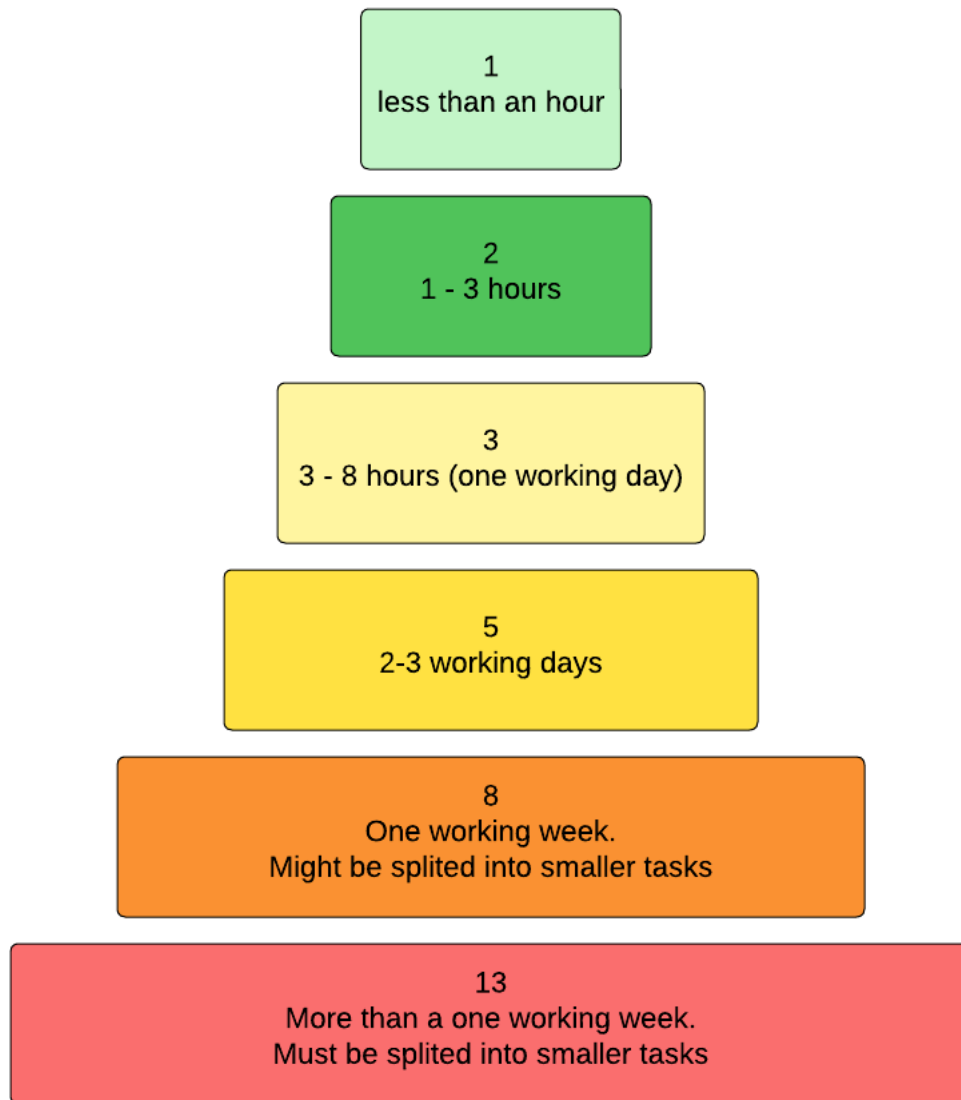 1
less than an hour
2
1 - 3 hours
3
3 - 8 hours (one working day)
5
2-3 working days
8
One working week.
Might be splited into smaller tasks
13
More than a one working week.
Must be splited into smaller tasks